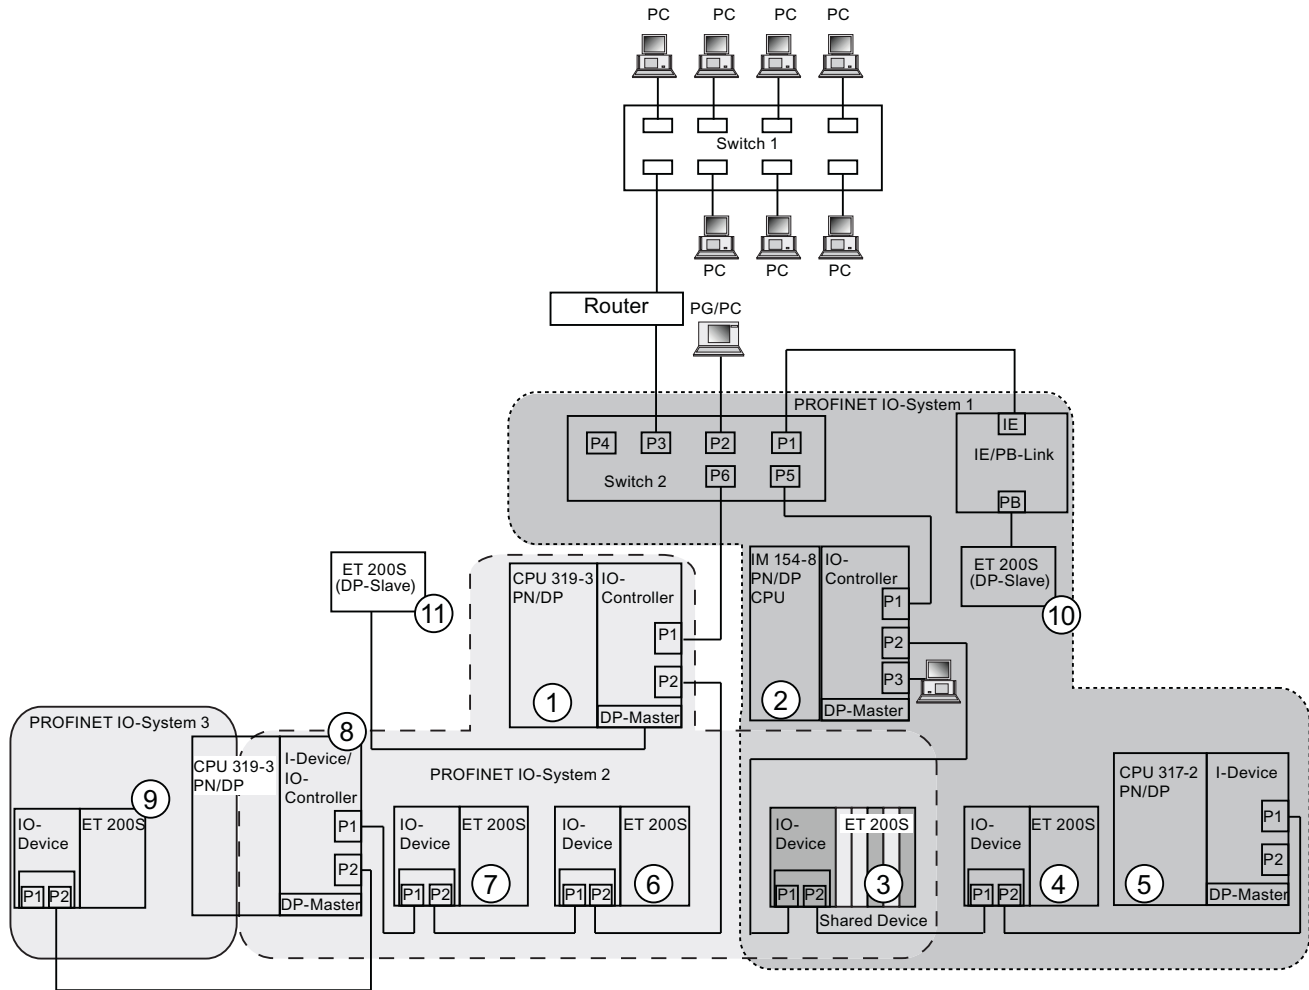 PC PC PC PC
Switch 1
PC PC PC
Router
PG/PC
PROFINET IO-System 1
P4 P3 P2 P1
P6 P5
Switch 2
IE
IE/PB-Link
PB
ET 200S
(DP-Slave)
10
ET 200S
(DP-Slave)
11
CPU 319-3
PN/DP
IO-
Controller
P1
P2
1
DP-Master
IM 154-8
PN/DP
CPU
IO-
Controller
P1
P2
P3
2
DP-Master
PROFINET IO-System 3
8
CPU 319-3
PN/DP
I-Device/
IO-
Controller
P1
P2
DP-Master
9
IO-
Device
ET 200S
P1 P2
PROFINET IO-System 2
IO-
Device
ET 200S
P1 P2
7
IO-
Device
ET 200S
P1 P2
6
IO-
Device
ET 200S
P1 P2
3
Shared Device
IO-
Device
ET 200S
P1 P2
4
CPU 317-2
PN/DP
I-Device
P1
P2
5
DP-Master